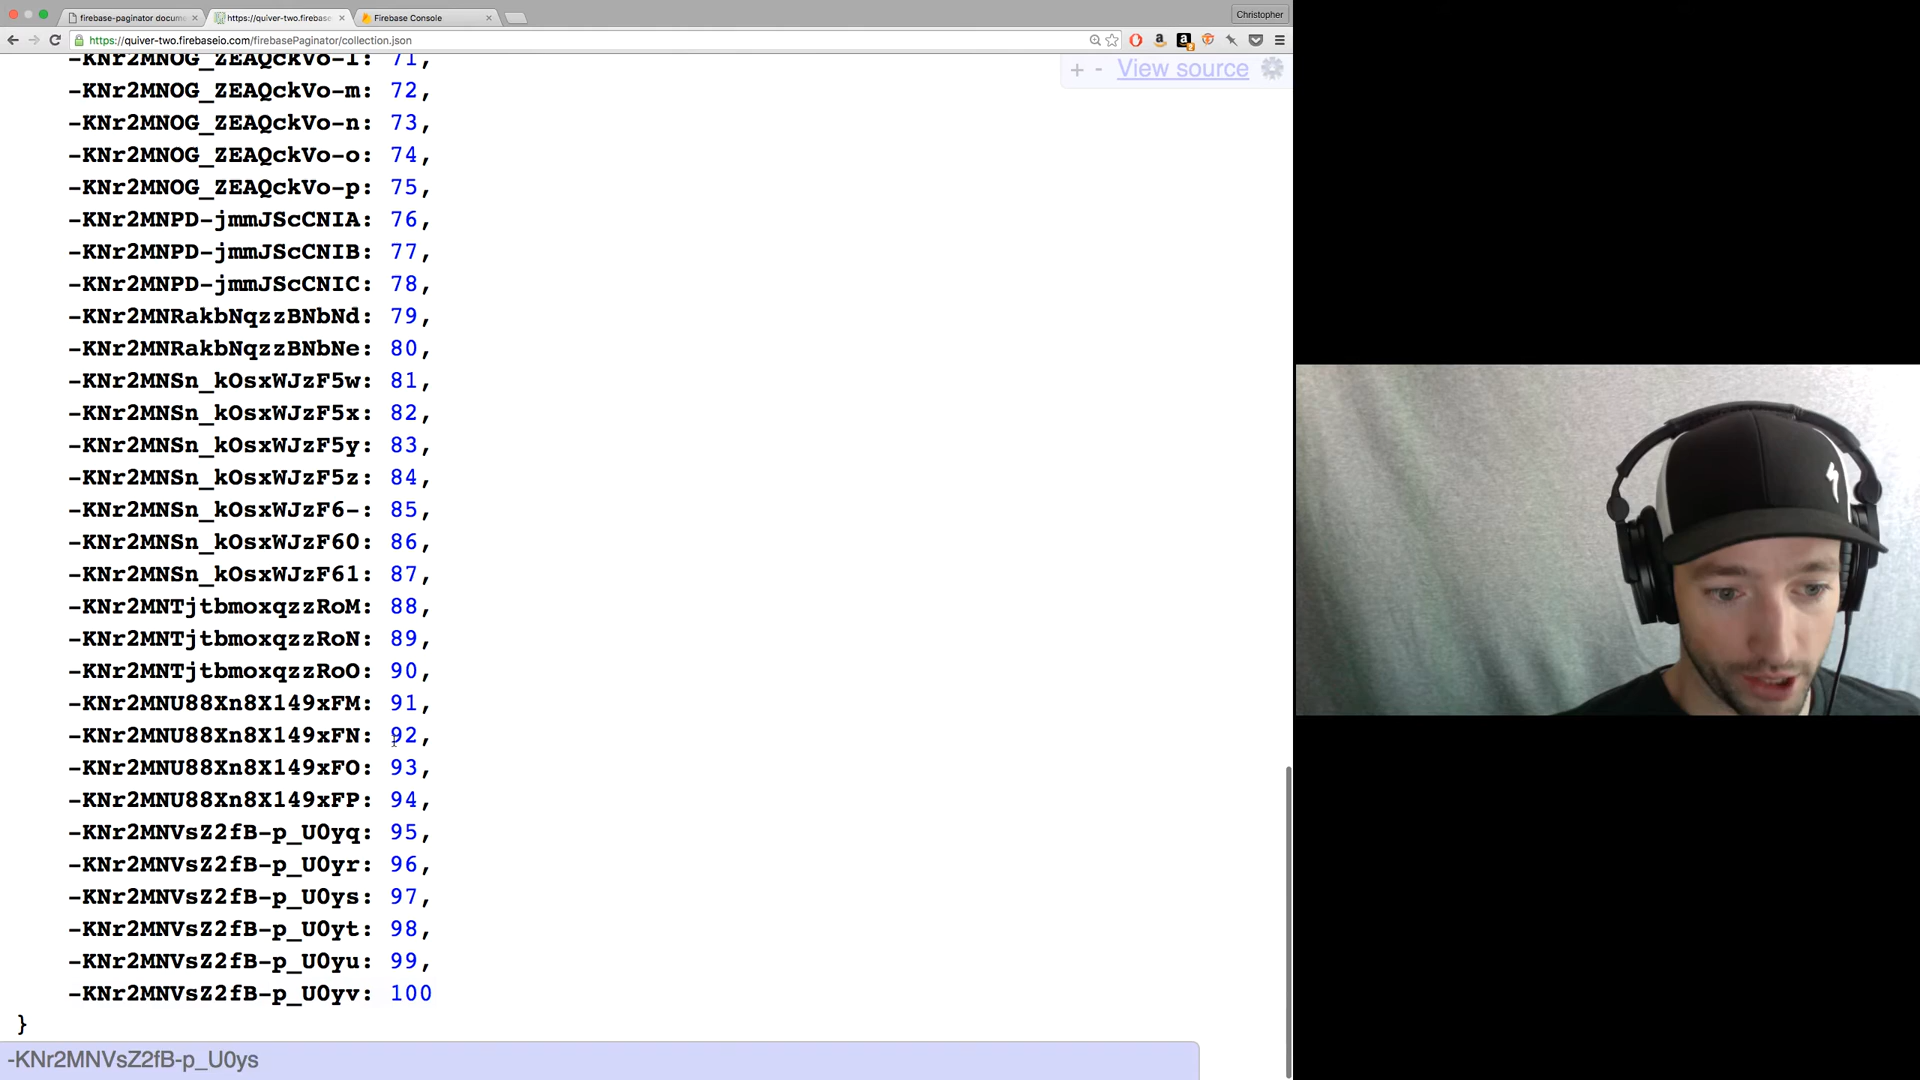 firebase-paginator docume
https://quiver-two.firebase
Firebase Console
Christopher
https://quiver-two.firebaseio.com/firebasePaginator/collection.json
+ - View source
-KNr2MNOG_ZEAQckVo-l: 71,
-KNr2MNOG_ZEAQckVo-m: 72,
-KNr2MNOG_ZEAQckVo-n: 73,
-KNr2MNOG_ZEAQckVo-o: 74,
-KNr2MNOG_ZEAQckVo-p: 75,
-KNr2MNPD-jmmJScCNIA: 76,
-KNr2MNPD-jmmJScCNIB: 77,
-KNr2MNPD-jmmJScCNIC: 78,
-KNr2MNRakbNqzzBNbNd: 79,
-KNr2MNRakbNqzzBNbNe: 80,
-KNr2MNSn_kOsxWJzF5w: 81,
-KNr2MNSn_kOsxWJzF5x: 82,
-KNr2MNSn_kOsxWJzF5y: 83,
-KNr2MNSn_kOsxWJzF5z: 84,
-KNr2MNSn_kOsxWJzF6-: 85,
-KNr2MNSn_kOsxWJzF60: 86,
-KNr2MNSn_kOsxWJzF61: 87,
-KNr2MNTjtbmoxqzzRoM: 88,
-KNr2MNTjtbmoxqzzRoN: 89,
-KNr2MNTjtbmoxqzzRoO: 90,
-KNr2MNU88Xn8X149xFM: 91,
-KNr2MNU88Xn8X149xFN: 92,
-KNr2MNU88Xn8X149xFO: 93,
-KNr2MNU88Xn8X149xFP: 94,
-KNr2MNVsZ2fB-p_U0yq: 95,
-KNr2MNVsZ2fB-p_U0yr: 96,
-KNr2MNVsZ2fB-p_U0ys: 97,
-KNr2MNVsZ2fB-p_U0yt: 98,
-KNr2MNVsZ2fB-p_U0yu: 99,
-KNr2MNVsZ2fB-p_U0yv: 100
}
-KNr2MNVsZ2fB-p_U0ys